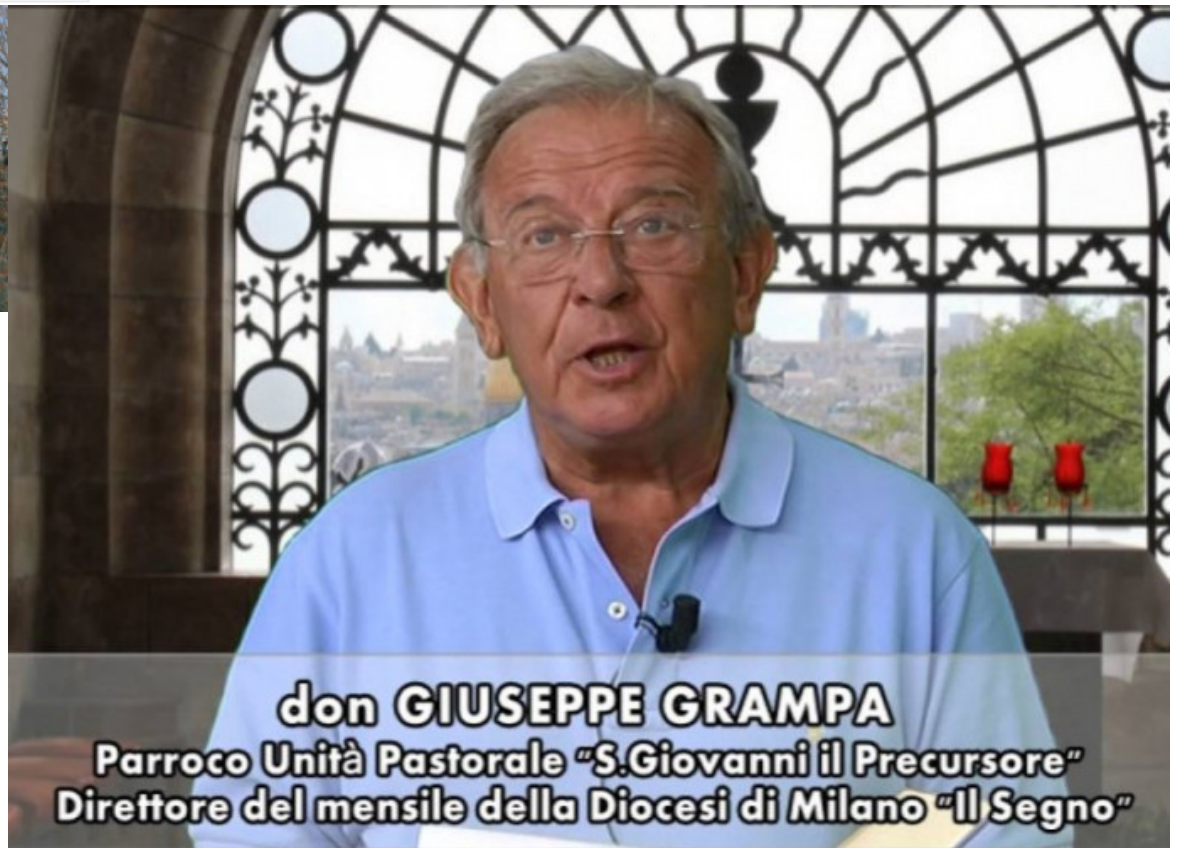 don GIUSEPPE GRAMPA
Parroco Unità Pastorale “S.Giovanni il Precursore”
Direttore del mensile della Diocesi di Milano “Il Segno”